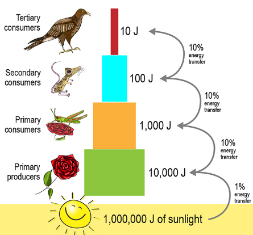 Tertiary
consumers
10 J
10%
energy
transfer
Secondary
consumers
100 J
10%
energy
transfer
Primary
consumers
1,000 J
10%
energy
transfer
Primary
producers
10,000 J
1%
energy
transfer
1,000,000 J of sunlight